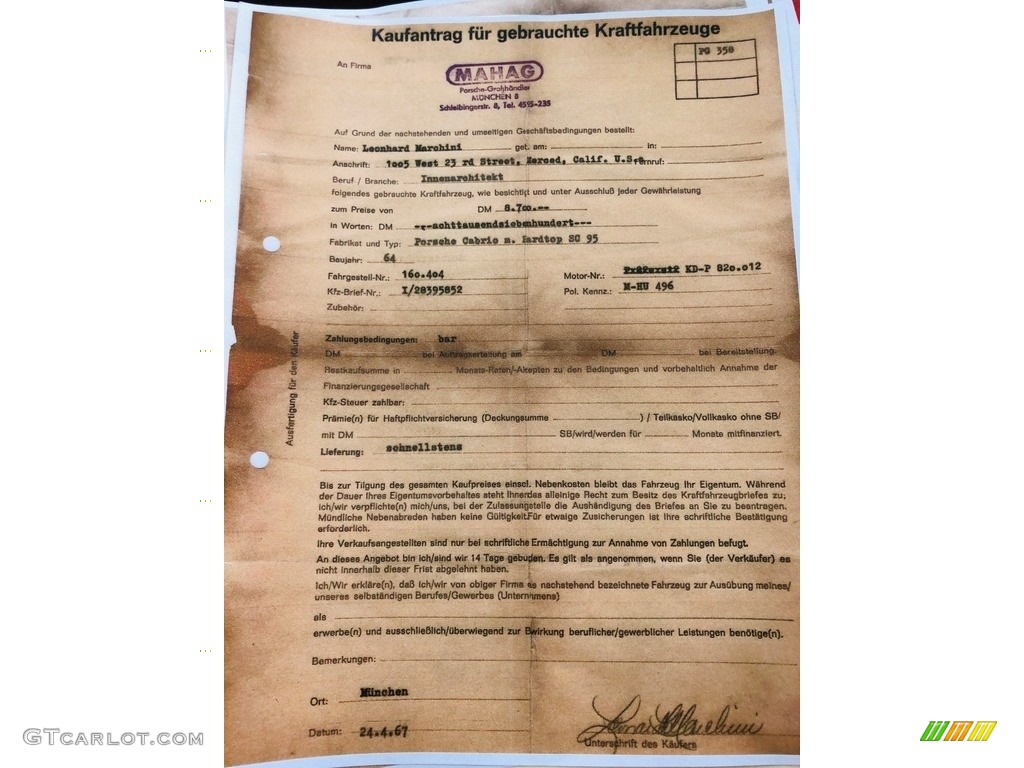 Kaufantrag für gebrauchte Kraftfahrzeuge
An Firma
PG 350
MAHAG
Porsche-Großhändler
MÜNCHEN 8
Schleibingerstr. 8, Tel. 4595-235
Auf Grund der nachstehenden und umseitigen Geschäftsbedingungen bestellt:
Name: Leonhard Marchini geb. am: in:
Anschrift: 1005 West 23 rd Street, Merced, Calif. U.S. Fernruf:
Beruf / Branche: Innenarchitekt
folgendes gebrauchte Kraftfahrzeug, wie besichtigt und unter Ausschluß jeder Gewährleistung
zum Preise von DM 8.700.--
In Worten: DM ---achttausendsiebenhundert---
Fabrikat und Typ: Porsche Cabrio m. Hardtop SC 95
Baujahr: 64
Fahrgestell-Nr.: 160.404 Motor-Nr.: KD-P 820.012
Kfz-Brief-Nr.: I/28395852 Pol. Kennz.: M-HU 496
Zubehör:
Zahlungsbedingungen: bar
DM bei Auftragserteilung am DM bei Bereitstellung.
Restkaufsumme in Monats-Raten/-Akzepten zu den Bedingungen und vorbehaltlich Annahme der
Finanzierungsgesellschaft
Kfz-Steuer zahlbar:
Prämie(n) für Haftpflichtversicherung (Deckungssumme ) / Teilkasko/Vollkasko ohne SB/
mit DM SB/wird/werden für Monate mitfinanziert.
Lieferung: schnellstens
Ausfertigung für den Käufer
Bis zur Tilgung des gesamten Kaufpreises einschl. Nebenkosten bleibt das Fahrzeug Ihr Eigentum. Während
der Dauer Ihres Eigentumsvorbehaltes steht Ihnen das alleinige Recht zum Besitz des Kraftfahrzeugbriefes zu;
ich/wir verpflichte(n) mich/uns, bei der Zulassungstelle die Aushändigung des Briefes an Sie zu beantragen.
Mündliche Nebenabreden haben keine Gültigkeit. Für etwaige Zusicherungen ist Ihre schriftliche Bestätigung
erforderlich.
Ihre Verkaufsangestellten sind nur bei schriftliche Ermächtigung zur Annahme von Zahlungen befugt.
An dieses Angebot bin ich/sind wir 14 Tage gebuden. Es gilt als angenommen, wenn Sie (der Verkäufer) es
nicht innerhalb dieser Frist abgelehnt haben.
Ich/Wir erkläre(n), daß ich/wir von obiger Firma das nachstehend bezeichnete Fahrzeug zur Ausübung meines/
unseres selbständigen Berufes/Gewerbes (Unternimens)
als
erwerbe(n) und ausschließlich/überwiegend zur Bwirkung beruflicher/gewerblicher Leistungen benötige(n).
Bemerkungen:
Ort: München
Datum: 24.4.67
Leonard Marchini
Unterschrift des Käufers
GTcarlot.com